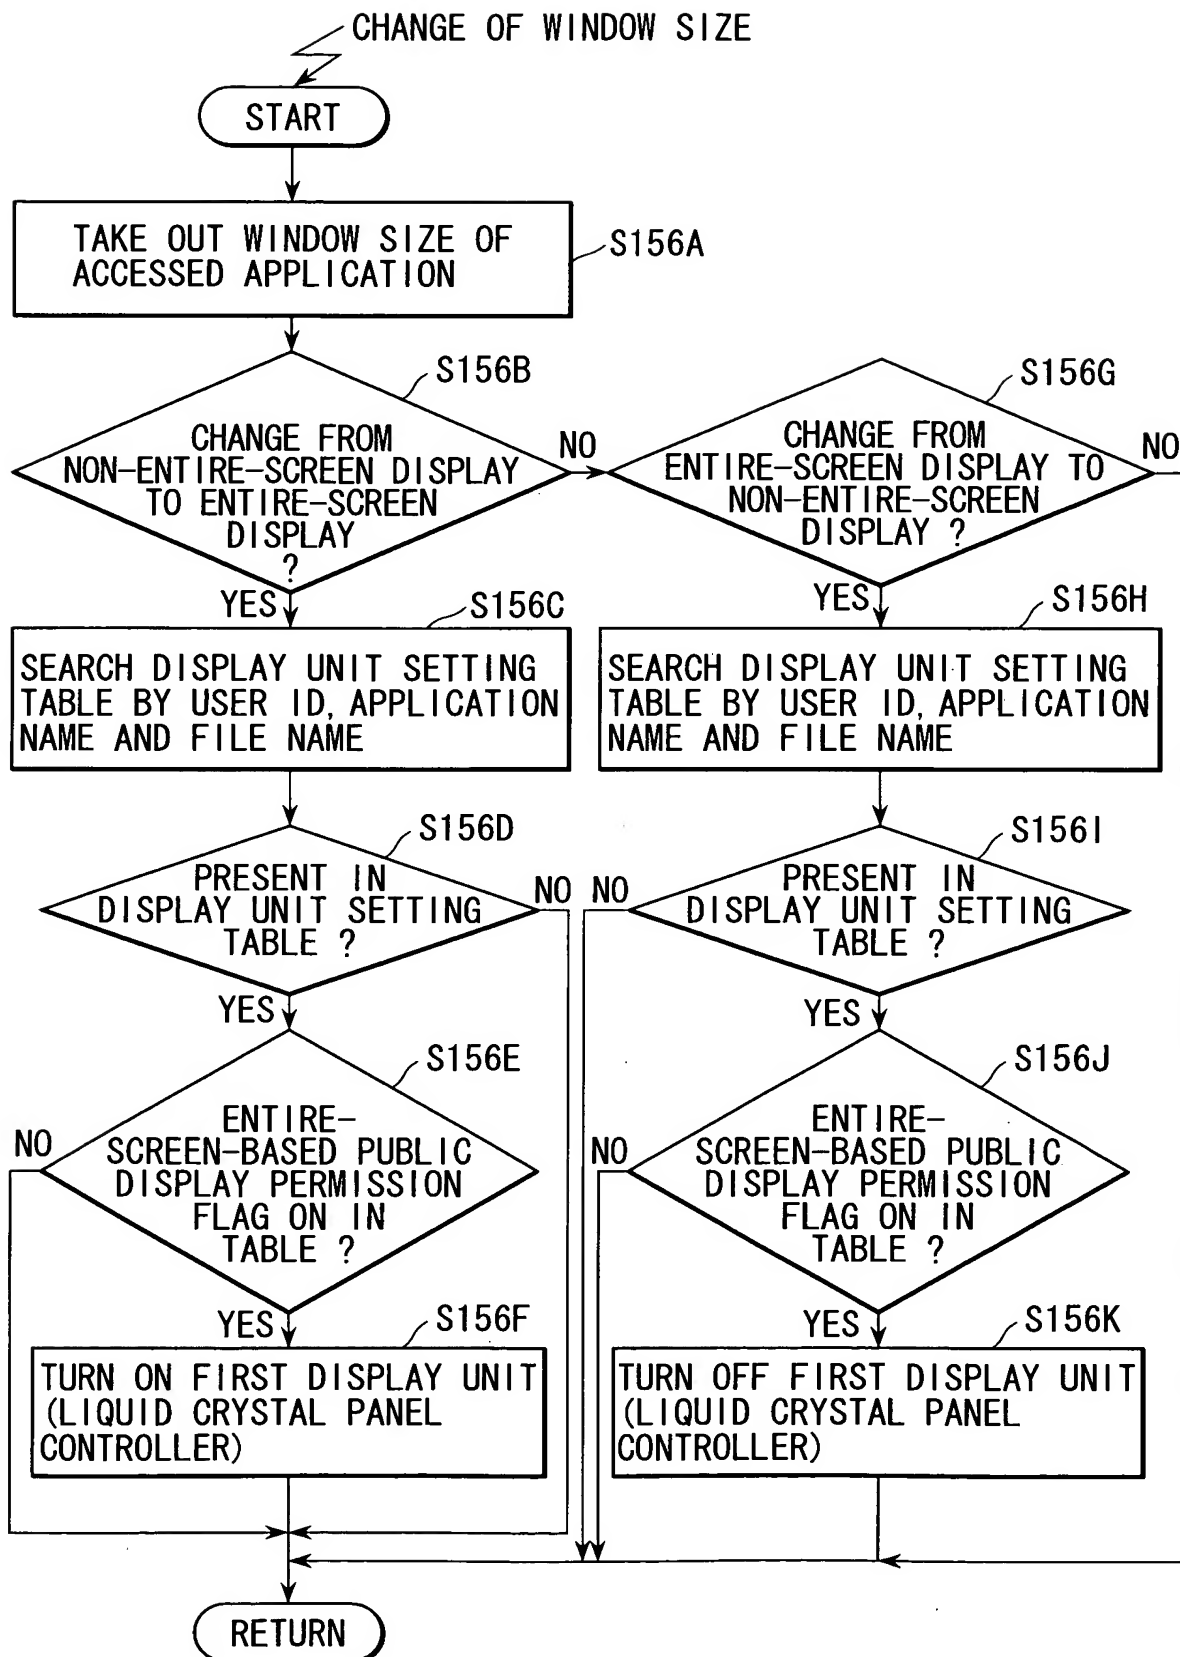 CHANGE OF WINDOW SIZE
START
TAKE OUT WINDOW SIZE OF
ACCESSED APPLICATION
S156A
S156B
CHANGE FROM
NON-ENTIRE-SCREEN DISPLAY
TO ENTIRE-SCREEN
DISPLAY
?
NO
YES
S156G
CHANGE FROM
ENTIRE-SCREEN DISPLAY TO
NON-ENTIRE-SCREEN
DISPLAY ?
NO
YES
S156C
SEARCH DISPLAY UNIT SETTING
TABLE BY USER ID, APPLICATION
NAME AND FILE NAME
S156H
SEARCH DISPLAY UNIT SETTING
TABLE BY USER ID, APPLICATION
NAME AND FILE NAME
S156D
PRESENT IN
DISPLAY UNIT SETTING
TABLE ?
NO
YES
S156I
NO
PRESENT IN
DISPLAY UNIT SETTING
TABLE ?
YES
S156E
NO
ENTIRE-
SCREEN-BASED PUBLIC
DISPLAY PERMISSION
FLAG ON IN
TABLE ?
YES
S156J
NO
ENTIRE-
SCREEN-BASED PUBLIC
DISPLAY PERMISSION
FLAG ON IN
TABLE ?
YES
S156F
TURN ON FIRST DISPLAY UNIT
(LIQUID CRYSTAL PANEL
CONTROLLER)
S156K
TURN OFF FIRST DISPLAY UNIT
(LIQUID CRYSTAL PANEL
CONTROLLER)
RETURN